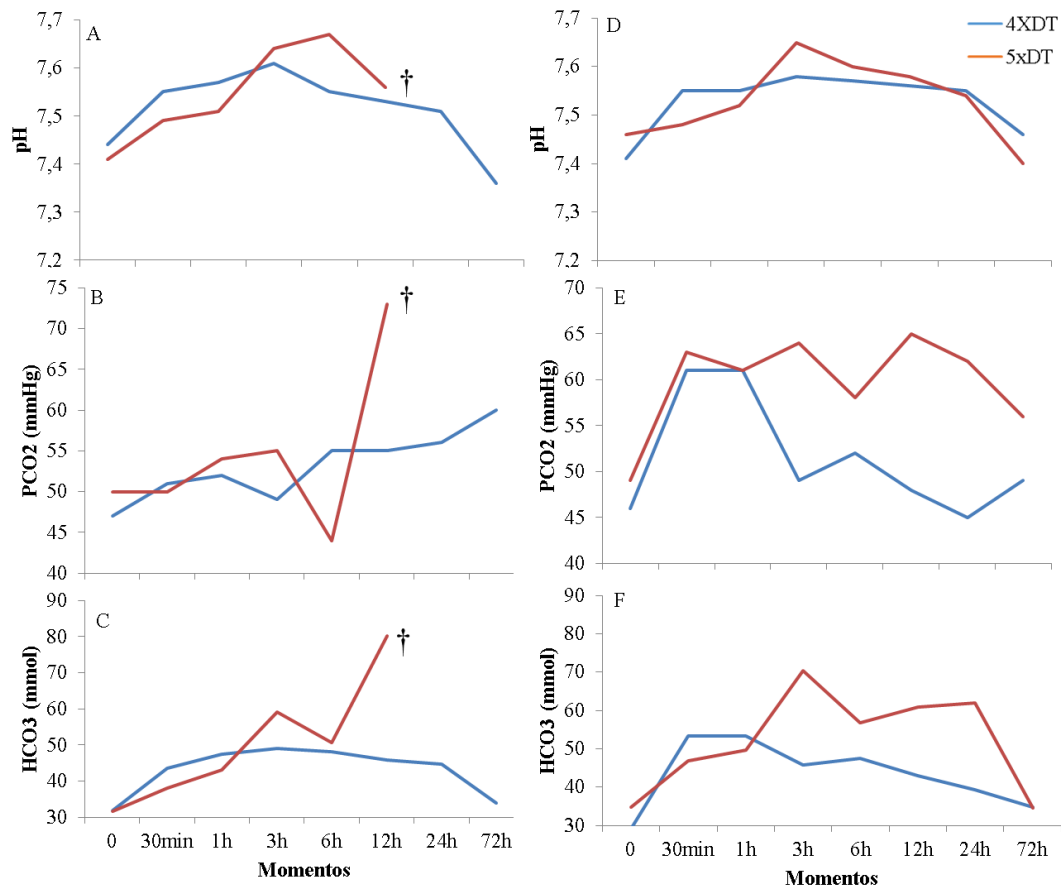 A
pH
7,7
7,6
7,5
7,4
7,3
7,2
†
D
pH
7,7
7,6
7,5
7,4
7,3
7,2
4XDT
5xDT
B
PCO2 (mmHg)
75
70
65
60
55
50
45
40
†
E
PCO2 (mmHg)
70
65
60
55
50
45
40
C
HCO3 (mmol)
90
80
70
60
50
40
30
†
0 30min 1h 3h 6h 12h 24h 72h
Momentos
F
HCO3 (mmol)
90
80
70
60
50
40
30
0 30min 1h 3h 6h 12h 24h 72h
Momentos